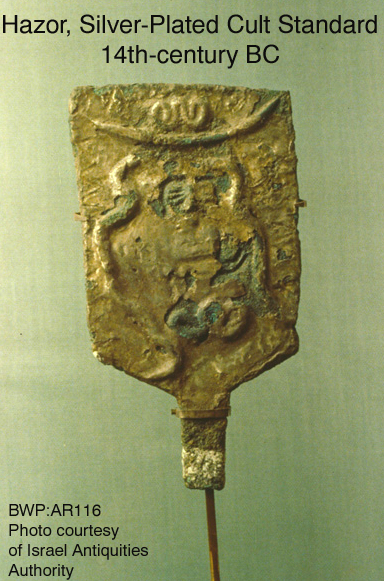 Hazor, Silver-Plated Cult Standard
14th-century BC
BWP:AR116
Photo courtesy
of Israel Antiquities
Authority